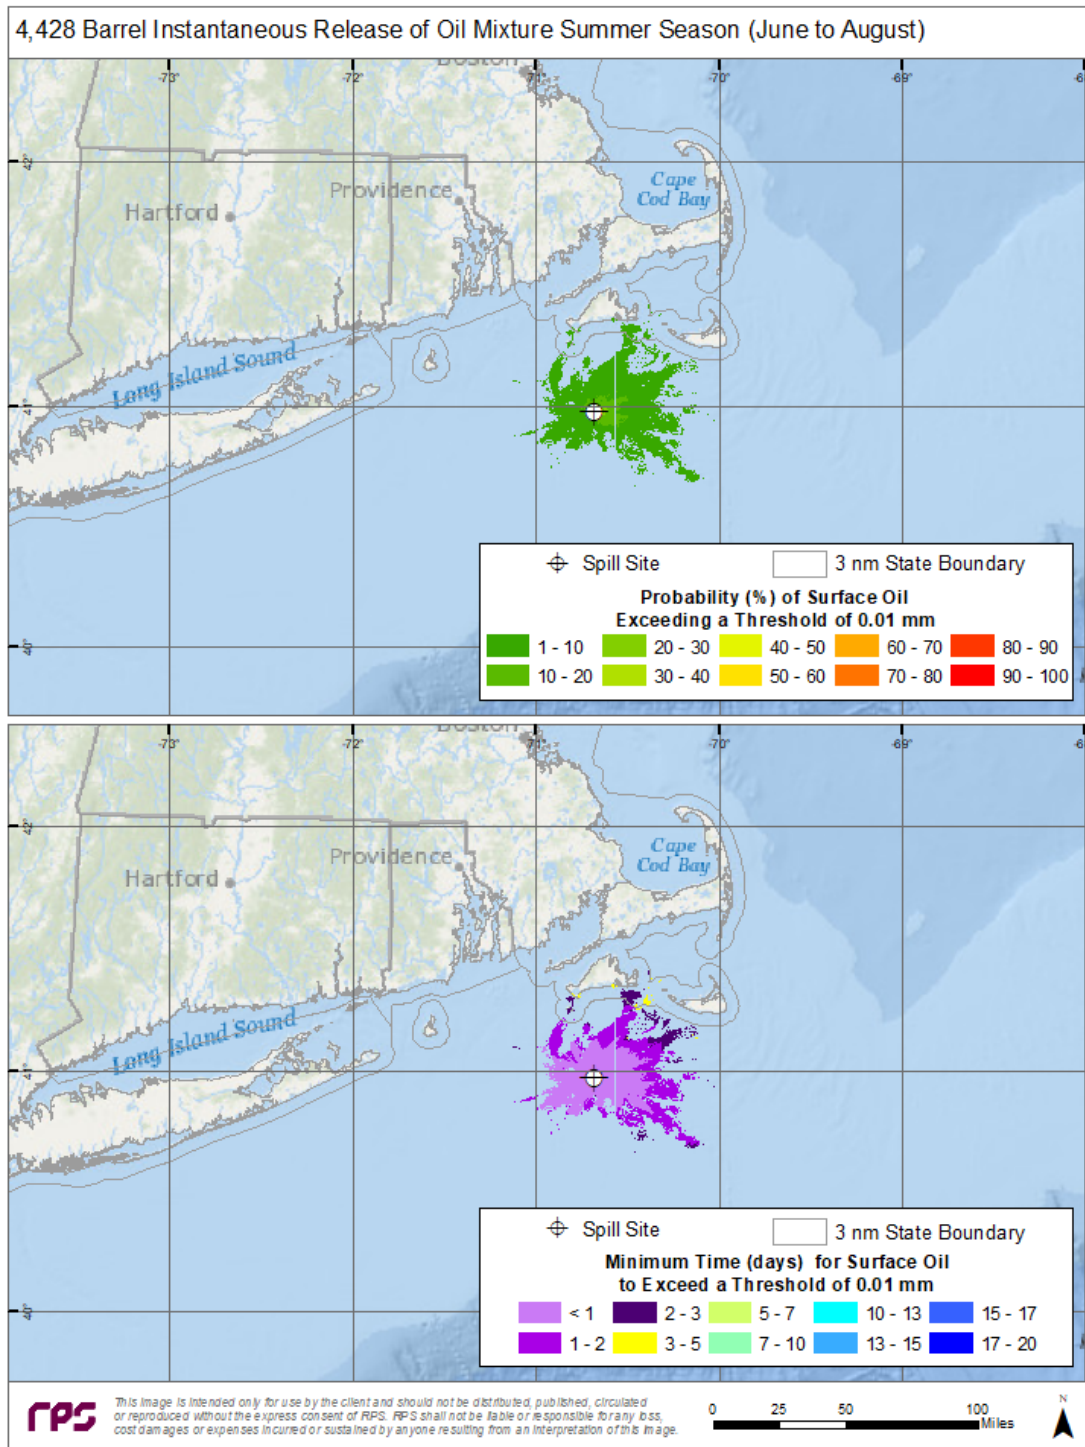 4,428 Barrel Instantaneous Release of Oil Mixture Summer Season (June to August)
-73° -72° -71° -70° -69°
Boston
42°
Cape
Cod Bay
Providence
Hartford
Long Island Sound
41°
40°
Spill Site 3 nm State Boundary
Probability (%) of Surface Oil
Exceeding a Threshold of 0.01 mm
1 - 10 20 - 30 40 - 50 60 - 70 80 - 90
10 - 20 30 - 40 50 - 60 70 - 80 90 - 100
Boston
-73° -72° -71° -70° -69°
42°
Cape
Cod Bay
Providence
Hartford
Long Island Sound
41°
40°
Spill Site 3 nm State Boundary
Minimum Time (days) for Surface Oil
to Exceed a Threshold of 0.01 mm
< 1 2 - 3 5 - 7 10 - 13 15 - 17
1 - 2 3 - 5 7 - 10 13 - 15 17 - 20
rps
This image is intended only for use by the client and should not be distributed, published, circulated
or reproduced without the express consent of RPS. RPS shall not be liable or responsible for any loss,
cost damages or expenses incurred or sustained by anyone resulting from an interpretation of this image.
0 25 50 100
Miles
N